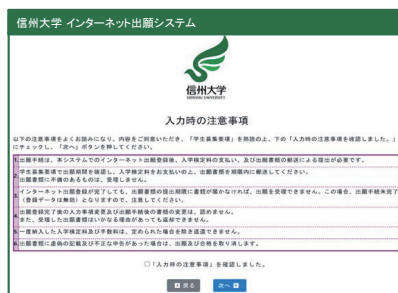 信州大学 インターネット出願システム
信州大学
SHINSHU UNIVERSITY
入力時の注意事項
以下の注意事項をよくお読みになり、内容をご同意いただき、「学生募集要項」を熟読の上、下の「入力時の注意事項を確認しました。」
にチェックし、「次へ」ボタンを押してください。
1.出願手続は、本システムでのインターネット出願登録後、入学検定料の支払い、及び出願書類の郵送による提出が必要です。
2.学生募集要項で出願期間を確認し、入学検定料をお支払いの上、出願書類を期限内に郵送してください。
出願書類に不備のあるものは、受理しません。
3.インターネット出願登録が完了しても、出願書類の提出期限に書類が届かなければ、出願を受理できません。この場合、出願手続未完了
（登録データは無効）となりますので、注意してください。
4.出願登録完了後の入力事項変更及び出願手続後の書類の変更は、認めません。
また、受理した出願書類はいかなる理由があっても返却できません。
5.一度納入した入学検定料及び手数料は、定められた場合を除き返還できません。
6.出願書類に虚偽の記載及び不正な申告があった場合は、出願及び合格を取り消します。
「入力時の注意事項」を確認しました。
戻る 次へ